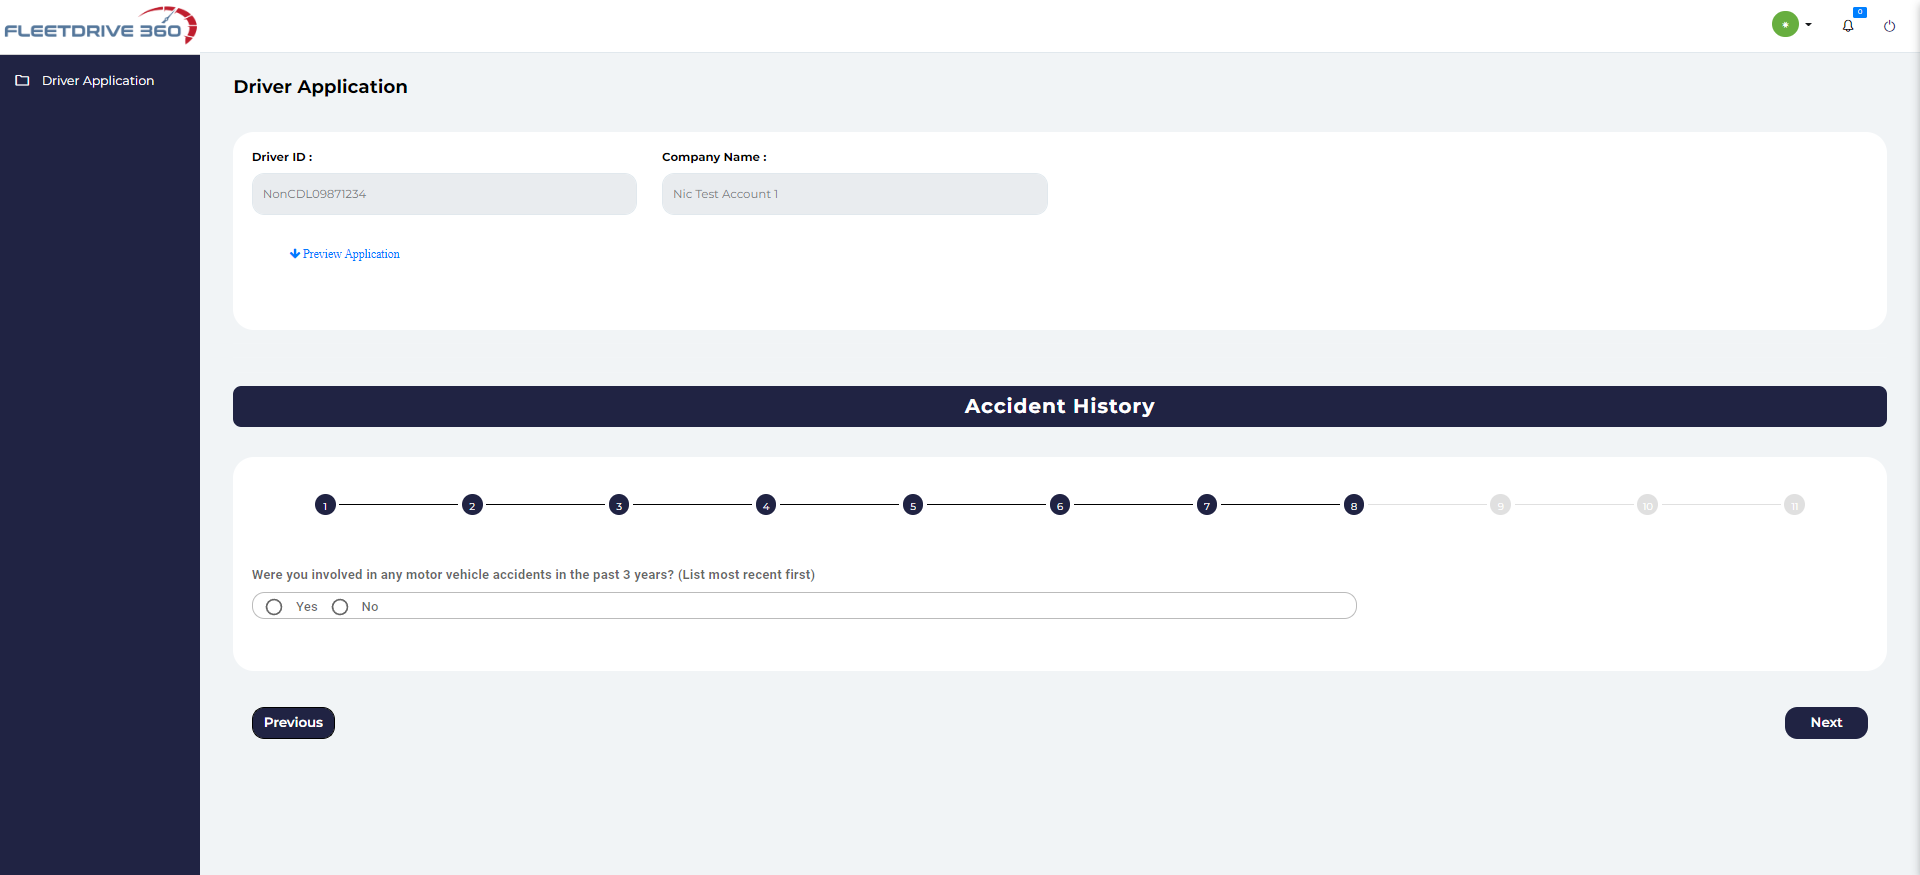 FLEETDRIVE 360
0
Driver Application
Driver Application
Driver ID :
Company Name :
NonCDL09871234
Nic Test Account 1
Preview Application
Accident History
1 2 3 4 5 6 7 8 9 10 11
Were you involved in any motor vehicle accidents in the past 3 years? (List most recent first)
Yes No
Previous
Next